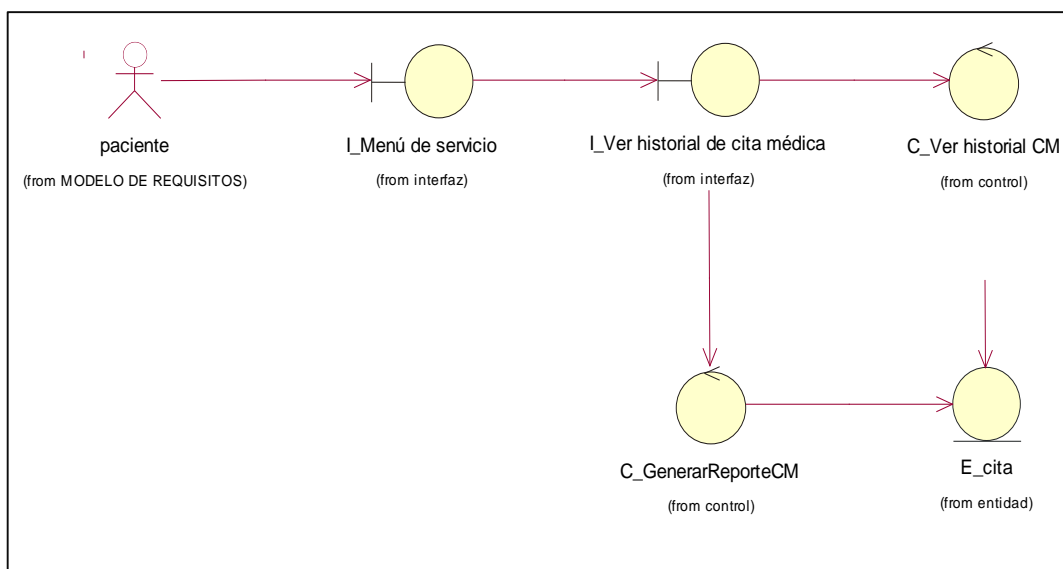 paciente
(from MODELO DE REQUISITOS)
I_Menú de servicio
(from interfaz)
I_Ver historial de cita médica
(from interfaz)
C_Ver historial CM
(from control)
C_GenerarReporteCM
(from control)
E_cita
(from entidad)